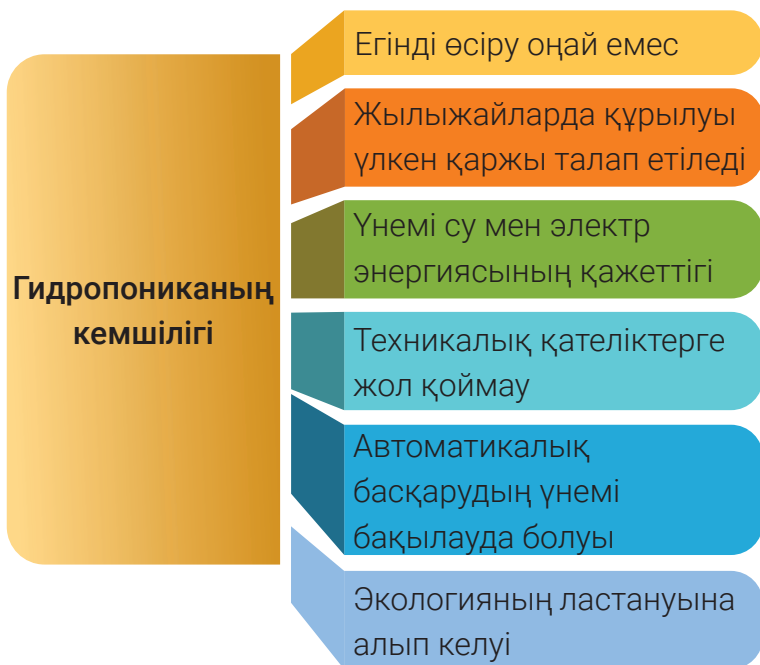 Гидропониканың
кемшілігі
Егінді өсіру оңай емес
Жылыжайларда құрылуы
үлкен қаржы талап етіледі
Үнемі су мен электр
энергиясының қажеттігі
Техникалық қателіктерге
жол қоймау
Автоматикалық
басқарудың үнемі
бақылауда болуы
Экологияның ластануына
алып келуі